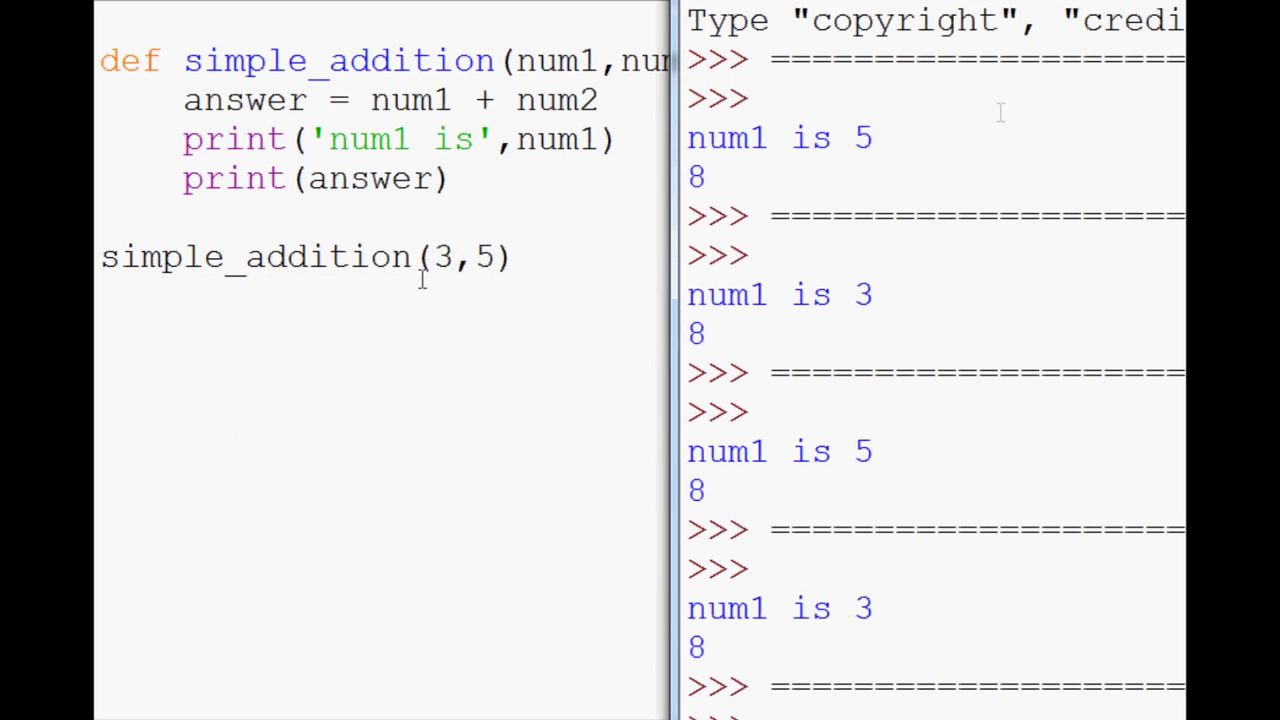 def simple_addition(num1,
    answer = num1 + num2
    print('num1 is',num1)
    print(answer)
simple_addition(3,5)
Type "copyright", "credi
>>> ====================
>>>
num1 is 5
8
>>> ====================
>>>
num1 is 3
8
>>> ====================
>>>
num1 is 5
8
>>> ====================
>>>
num1 is 3
8
>>> ====================